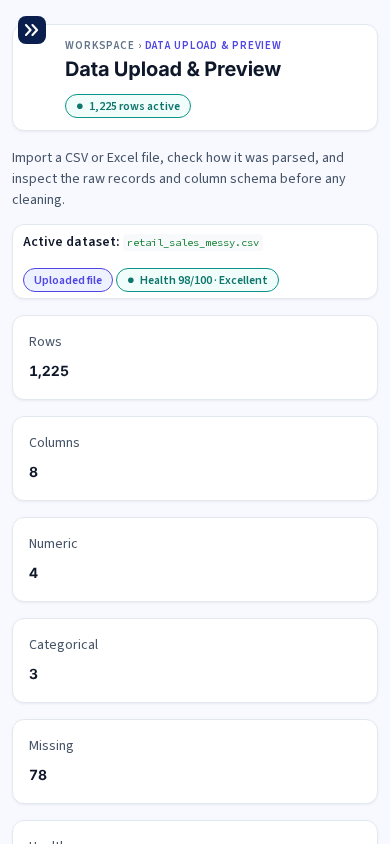 WORKSPACE › DATA UPLOAD & PREVIEW
Data Upload & Preview
1,225 rows active
Import a CSV or Excel file, check how it was parsed, and
inspect the raw records and column schema before any
cleaning.
Active dataset: retail_sales_messy.csv
Uploaded file
Health 98/100 · Excellent
Rows
1,225
Columns
8
Numeric
4
Categorical
3
Missing
78